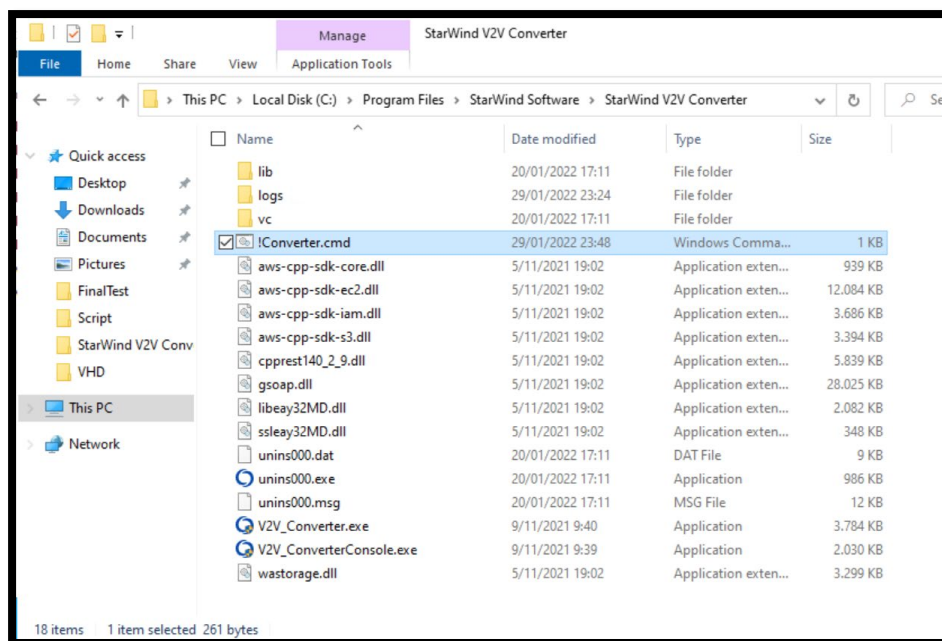 Manage StarWind V2V Converter
File Home Share View Application Tools
This PC > Local Disk (C:) > Program Files > StarWind Software > StarWind V2V Converter Se
Name Date modified Type Size
Quick access
Desktop
Downloads
Documents
Pictures
FinalTest
Script
StarWind V2V Conv
VHD
This PC
Network
lib 20/01/2022 17:11 File folder
logs 29/01/2022 23:24 File folder
vc 20/01/2022 17:11 File folder
!Converter.cmd 29/01/2022 23:48 Windows Comma... 1 KB
aws-cpp-sdk-core.dll 5/11/2021 19:02 Application exten... 939 KB
aws-cpp-sdk-ec2.dll 5/11/2021 19:02 Application exten... 12.084 KB
aws-cpp-sdk-iam.dll 5/11/2021 19:02 Application exten... 3.686 KB
aws-cpp-sdk-s3.dll 5/11/2021 19:02 Application exten... 3.394 KB
cpprest140_2_9.dll 5/11/2021 19:02 Application exten... 5.839 KB
gsoap.dll 5/11/2021 19:02 Application exten... 28.025 KB
libeay32MD.dll 5/11/2021 19:02 Application exten... 2.082 KB
ssleay32MD.dll 5/11/2021 19:02 Application exten... 348 KB
unins000.dat 20/01/2022 17:11 DAT File 9 KB
unins000.exe 20/01/2022 17:11 Application 986 KB
unins000.msg 20/01/2022 17:11 MSG File 12 KB
V2V_Converter.exe 9/11/2021 9:40 Application 3.784 KB
V2V_ConverterConsole.exe 9/11/2021 9:39 Application 2.030 KB
wastorage.dll 5/11/2021 19:02 Application exten... 3.299 KB
18 items 1 item selected 261 bytes